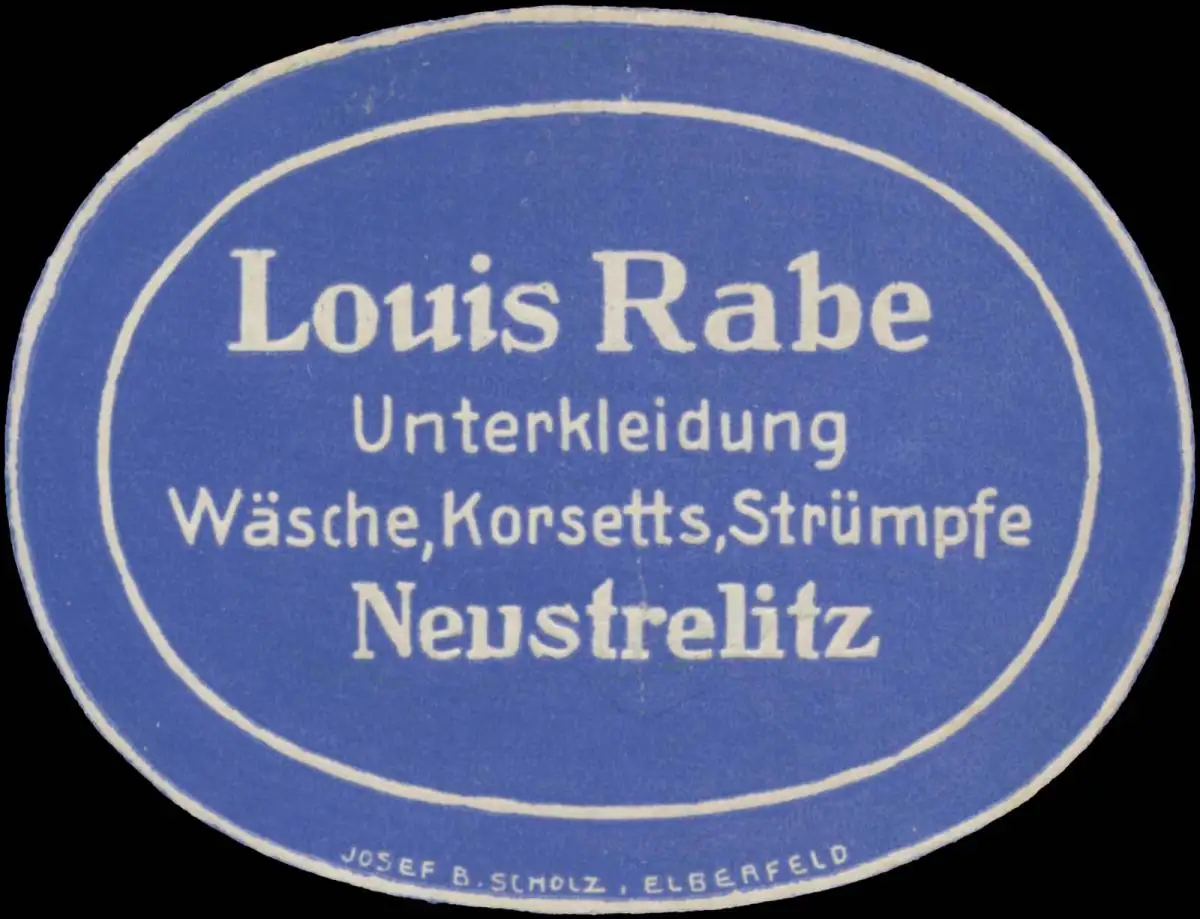 Louis Rabe
Unterkleidung
Wäsche, Korsetts, Strümpfe
Neustrelitz
JOSEF B. SCHOLZ, ELBERFELD